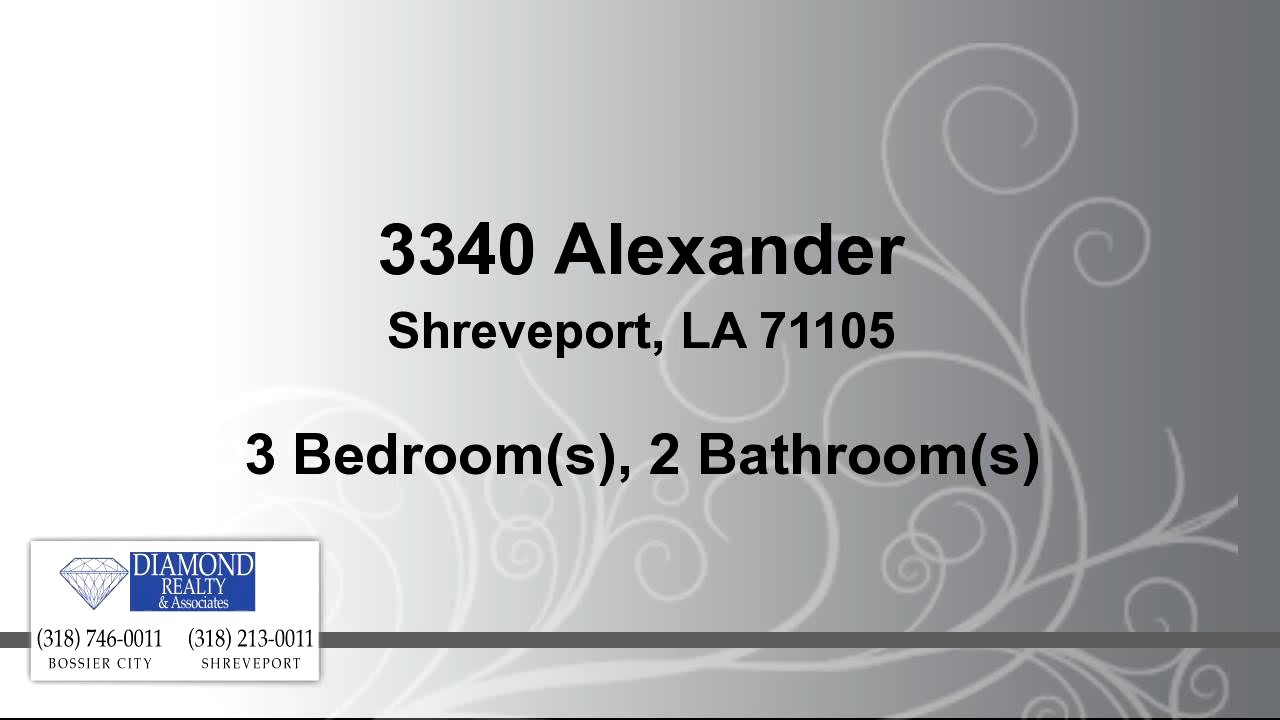 3340 Alexander
Shreveport, LA 71105
3 Bedroom(s), 2 Bathroom(s)
DIAMOND
REALTY
& Associates
(318) 746-0011 (318) 213-0011
BOSSIER CITY SHREVEPORT